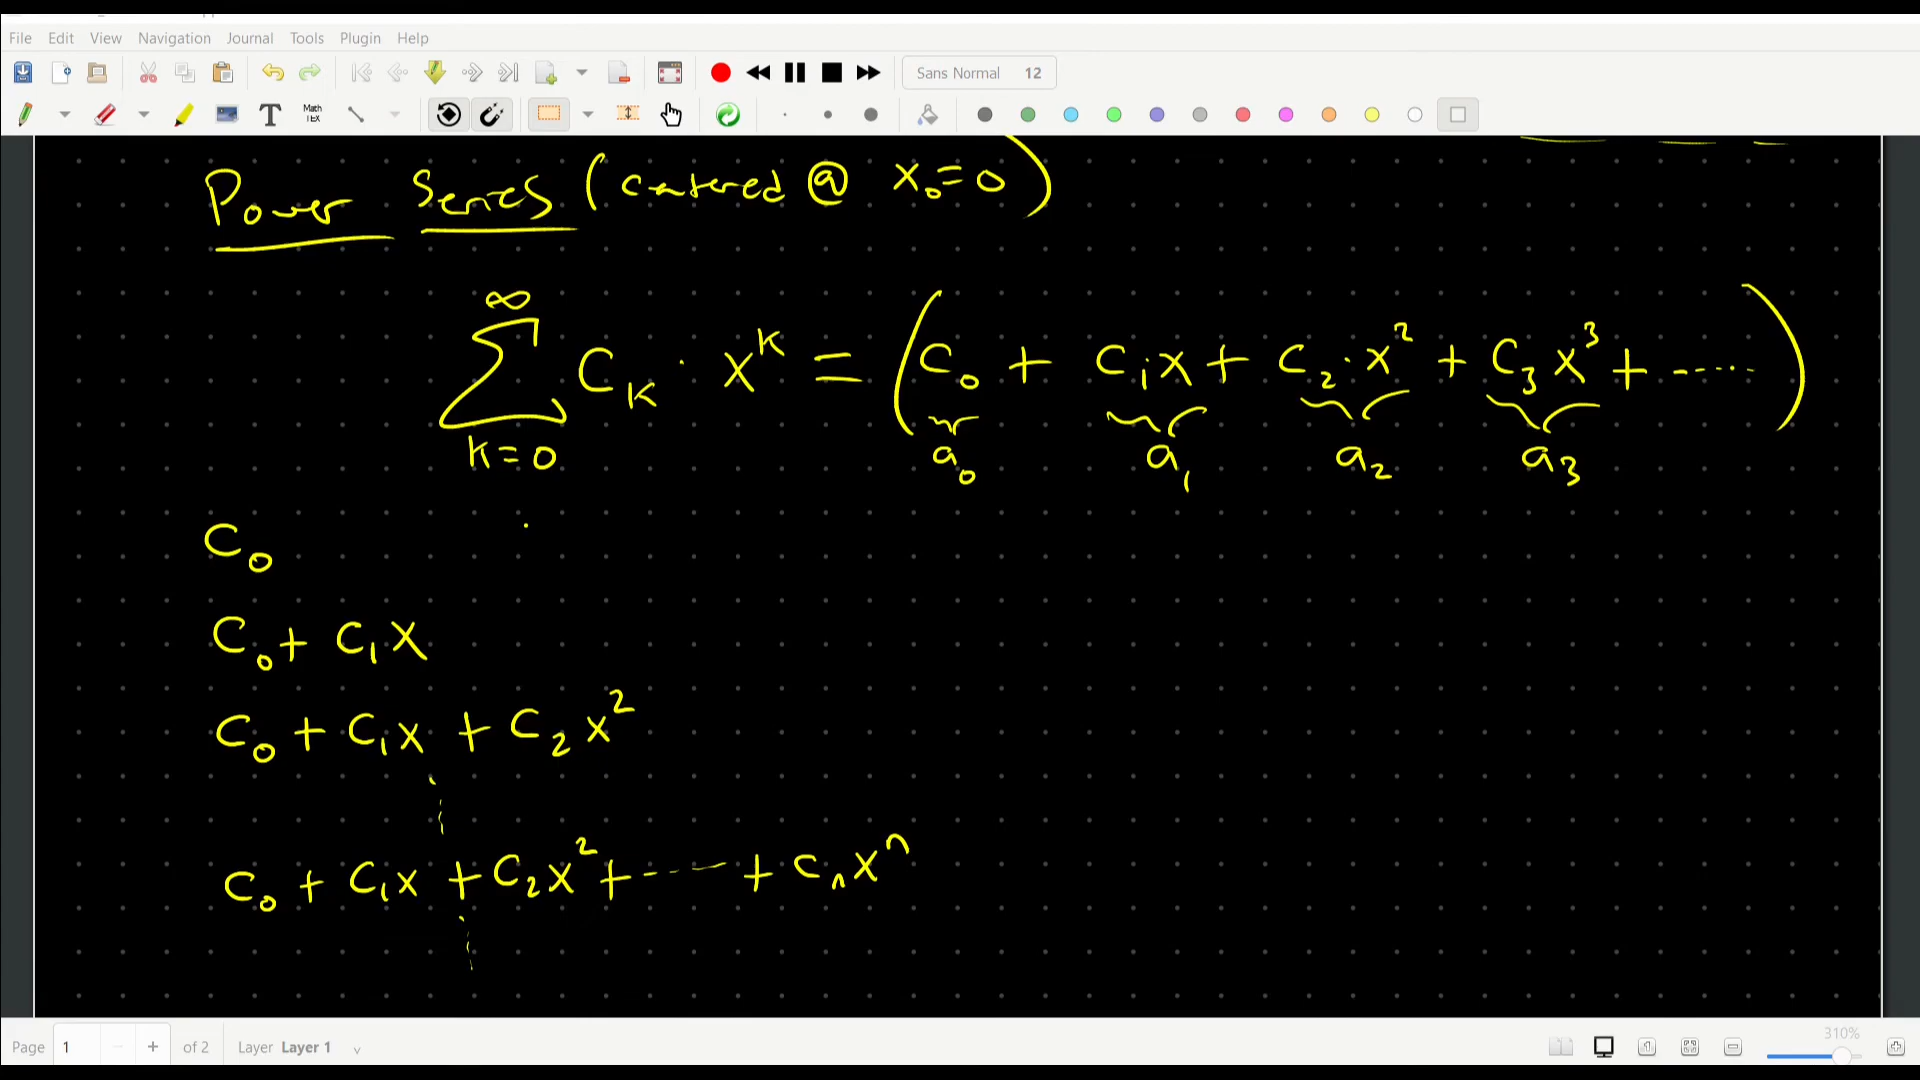 File Edit View Navigation Journal Tools Plugin Help
Sans Normal 12
T Math TEX
Power Series (centered @ x₀=0)
∞
∑ Cₖ · xᵏ = (C₀ + C₁x + C₂·x² + C₃x³ + -----)
k=0 a₀ a₁ a₂ a₃
C₀
C₀ + C₁x
C₀ + C₁x + C₂x²
C₀ + C₁x + C₂x² + ---- + Cₙxⁿ
310%
Page 1 − + of 2 Layer Layer 1